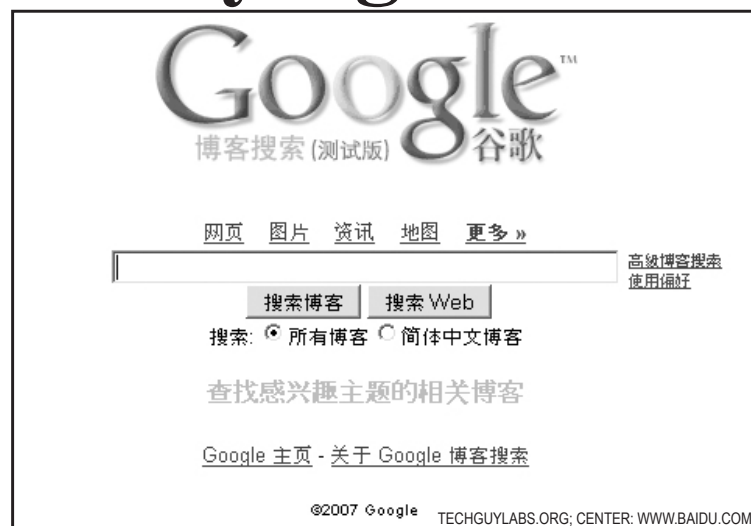 Google™
博客搜索 (测试版) 谷歌
网页 图片 资讯 地图 更多 »
高级博客搜索
使用偏好
搜索博客 搜索 Web
搜索: 所有博客 简体中文博客
查找感兴趣主题的相关博客
Google 主页 - 关于 Google 博客搜索
©2007 Google
TECHGUYLABS.ORG; CENTER: WWW.BAIDU.COM